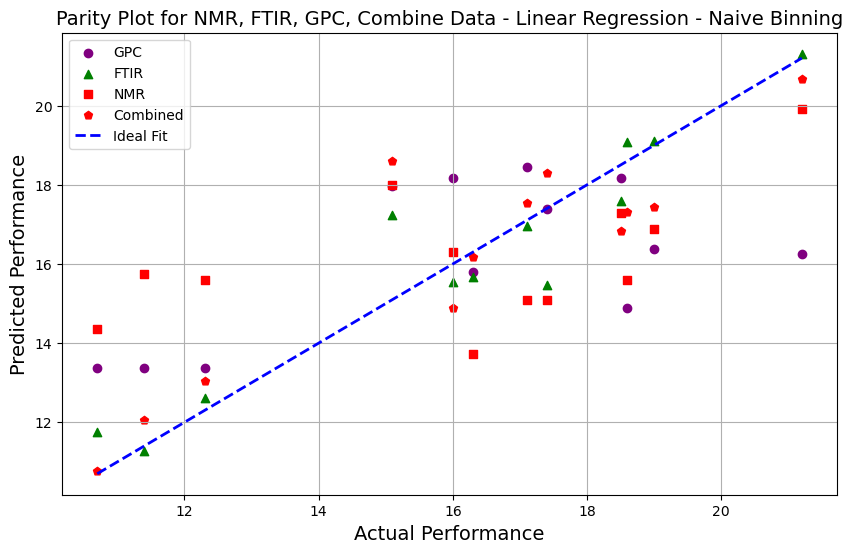 Parity Plot for NMR, FTIR, GPC, Combine Data - Linear Regression - Naive Binning
GPC
FTIR
NMR
Combined
Ideal Fit
Predicted Performance
20
18
16
14
12
12
14
16
18
20
Actual Performance